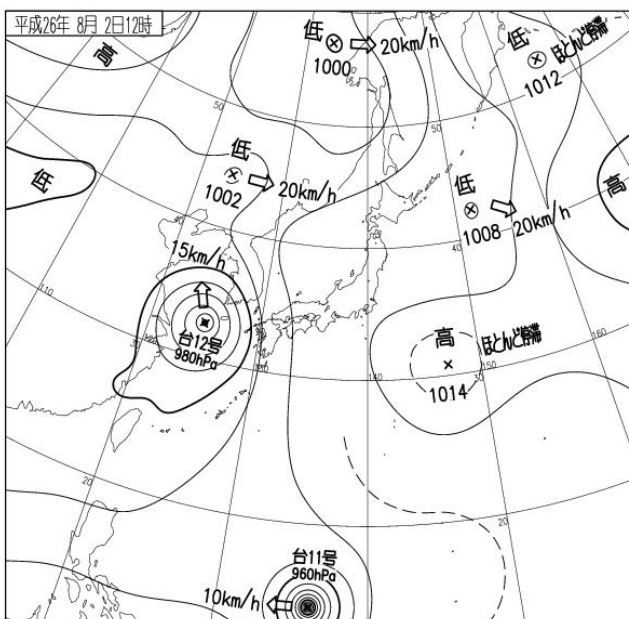 平成26年 8月 2日12時
低
1000
20km/h
低
ほとんど停滞
1012
高
50
50
低
1002
20km/h
低
高
低
1008
20km/h
40
40
15km/h
110
台12号
980hPa
30
120
130
高
ほとんど停滞
1014
140
150
160
20
20
台11号
960hPa
10km/h